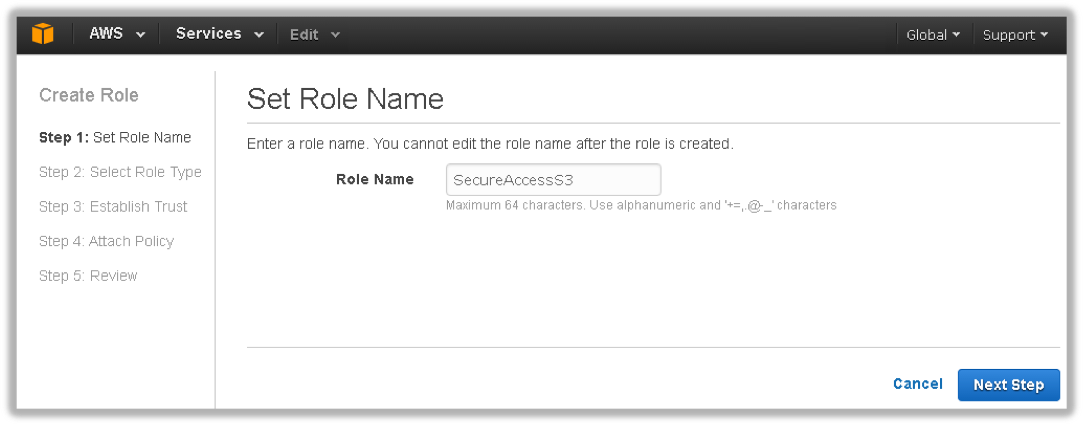 AWS Services Edit Global Support
Create Role
Step 1: Set Role Name
Step 2: Select Role Type
Step 3: Establish Trust
Step 4: Attach Policy
Step 5: Review
Set Role Name
Enter a role name. You cannot edit the role name after the role is created.
Role Name SecureAccessS3
Maximum 64 characters. Use alphanumeric and '+=,.@-_' characters
Cancel Next Step